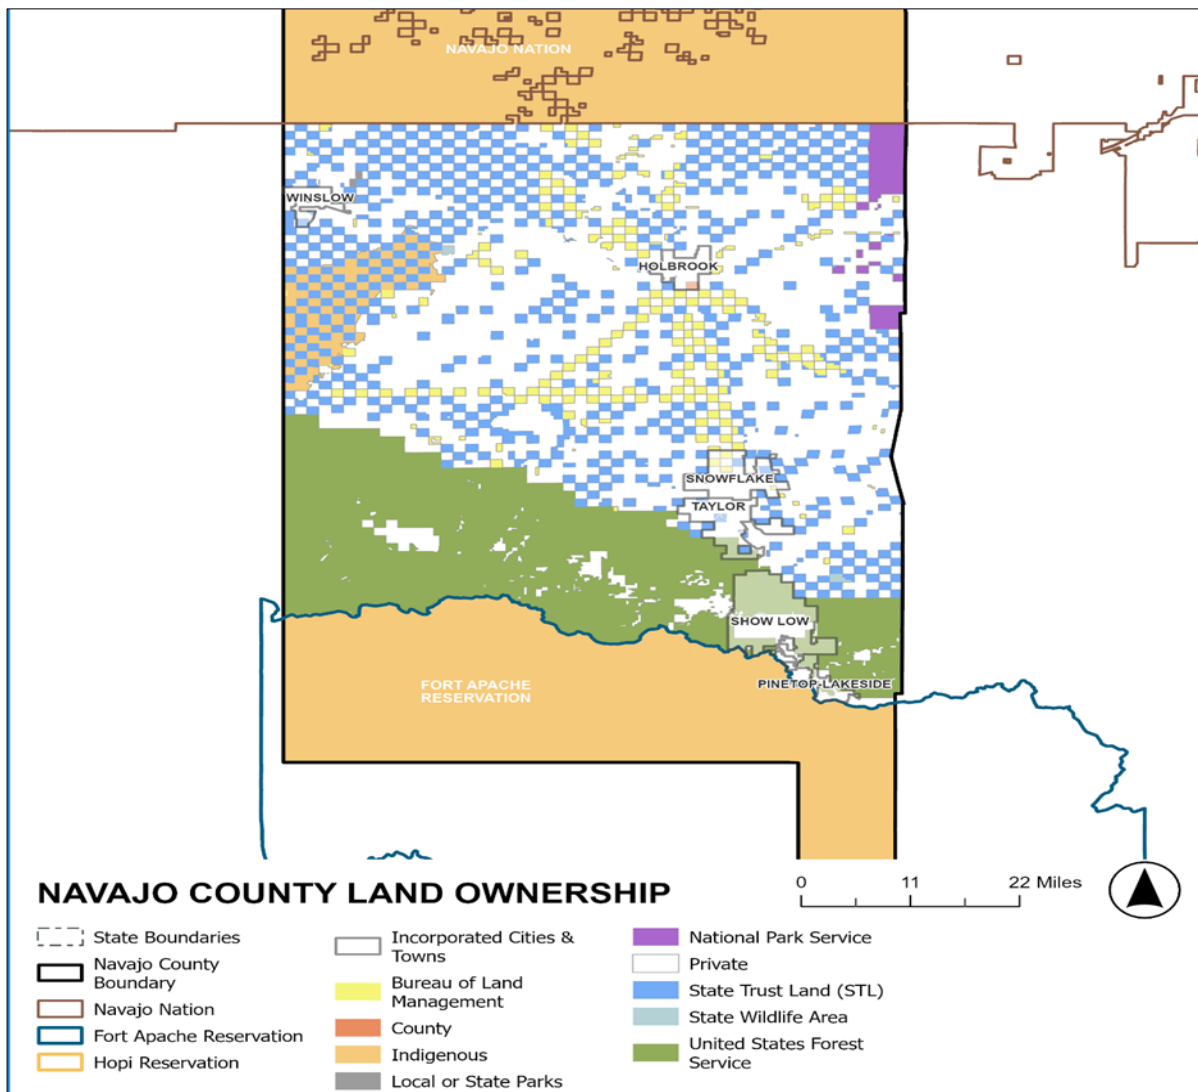 NAVAJO NATION
WINSLOW
HOLBROOK
SNOWFLAKE
TAYLOR
SHOW LOW
FORT APACHE
RESERVATION
PINETOP-LAKESIDE
NAVAJO COUNTY LAND OWNERSHIP
0 11 22 Miles
State Boundaries
Navajo County
Boundary
Navajo Nation
Fort Apache Reservation
Hopi Reservation
Incorporated Cities &
Towns
Bureau of Land
Management
County
Indigenous
Local or State Parks
National Park Service
Private
State Trust Land (STL)
State Wildlife Area
United States Forest
Service